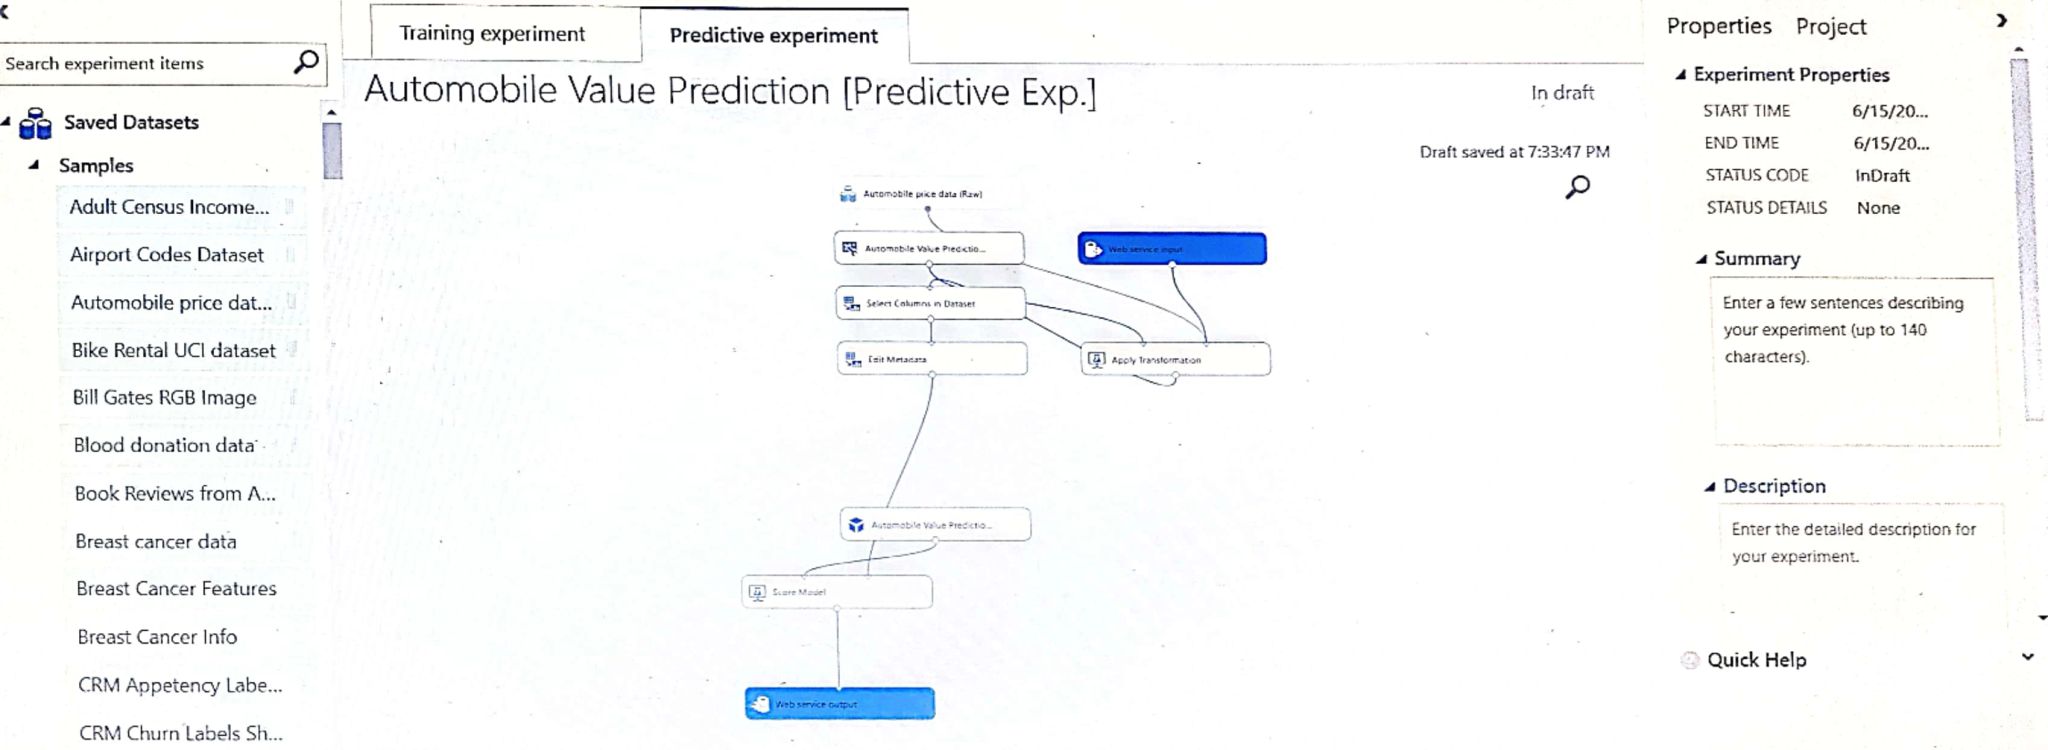 Search experiment items
Saved Datasets
Samples
Adult Census Income...
Airport Codes Dataset
Automobile price dat...
Bike Rental UCI dataset
Bill Gates RGB Image
Blood donation data
Book Reviews from A...
Breast cancer data
Breast Cancer Features
Breast Cancer Info
CRM Appetency Labe...
CRM Churn Labels Sh...
Training experiment
Predictive experiment
Automobile Value Prediction [Predictive Exp.]
In draft
Draft saved at 7:33:47 PM
Automobile price data (Raw)
Automobile Value Predictio...
Web service input
Select Columns in Dataset
Edit Metadata
Apply Transformation
Automobile Value Predictio...
Score Model
Web service output
Properties Project
Experiment Properties
START TIME 6/15/20...
END TIME 6/15/20...
STATUS CODE InDraft
STATUS DETAILS None
Summary
Enter a few sentences describing
your experiment (up to 140
characters).
Description
Enter the detailed description for
your experiment.
Quick Help